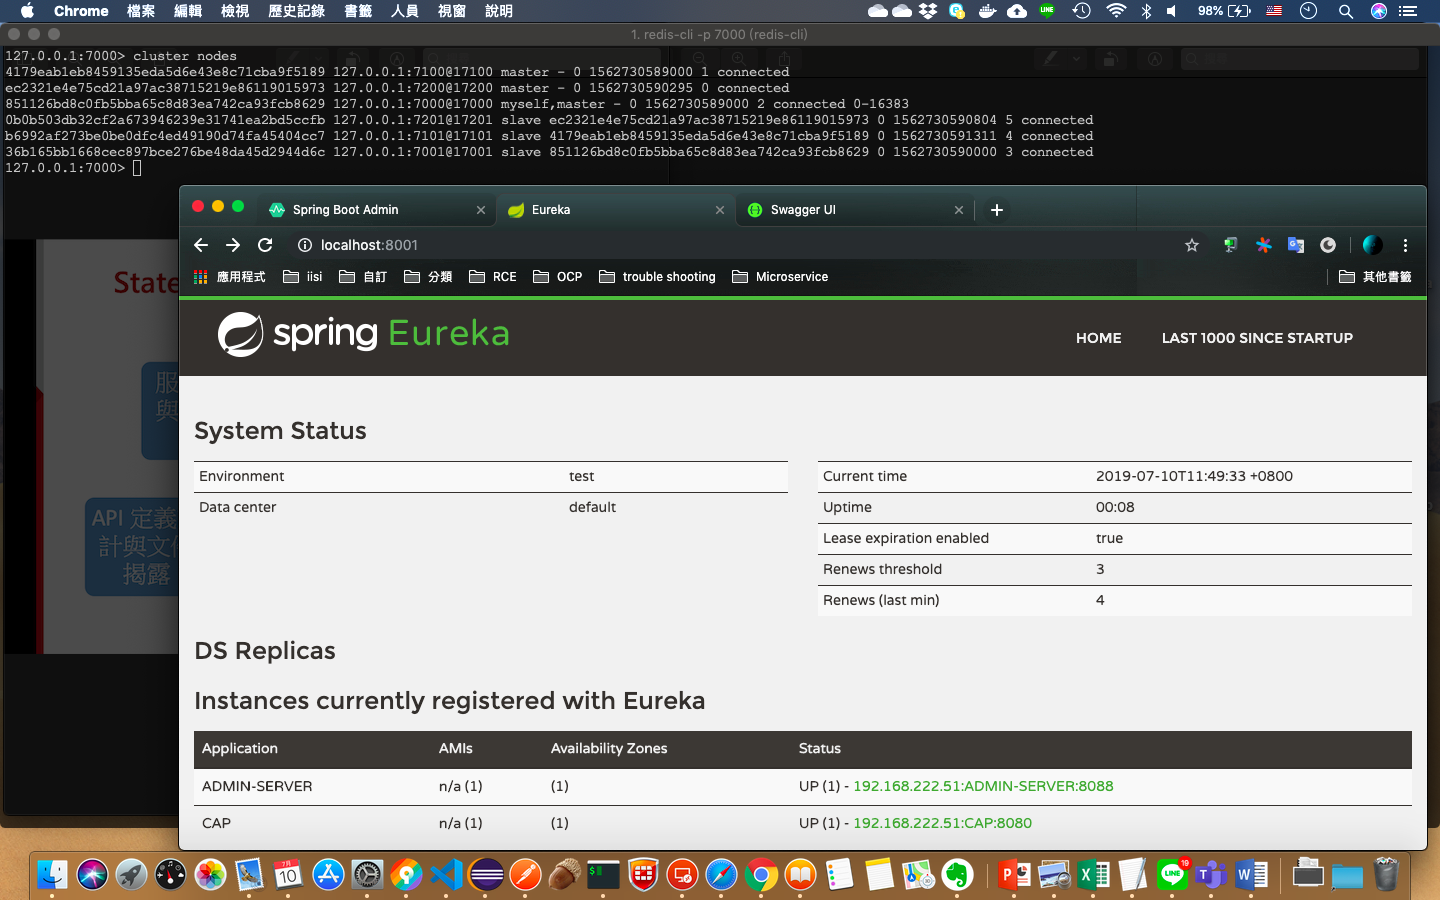 Chrome 檔案 編輯 檢視 歷史記錄 書籤 人員 視窗 說明 98%
1. redis-cli -p 7000 (redis-cli)
127.0.0.1:7000> cluster nodes
4179eab1eb8459135eda5d6e43e8c71cba9f5189 127.0.0.1:7100@17100 master - 0 1562730589000 1 connected
ec2321e4e75cd21a97ac38715219e86119015973 127.0.0.1:7200@17200 master - 0 1562730590295 0 connected
851126bd8c0fb5bba65c8d83ea742ca93fcb8629 127.0.0.1:7000@17000 myself,master - 0 1562730589000 2 connected 0-16383
0b0b503db32cf2a673946239e31741ea2bd5ccfb 127.0.0.1:7201@17201 slave ec2321e4e75cd21a97ac38715219e86119015973 0 1562730590804 5 connected
b6992af273be0be0dfc4ed49190d74fa45404cc7 127.0.0.1:7101@17101 slave 4179eab1eb8459135eda5d6e43e8c71cba9f5189 0 1562730591311 4 connected
36b165bb1668cec897bce276be48da45d2944d6c 127.0.0.1:7001@17001 slave 851126bd8c0fb5bba65c8d83ea742ca93fcb8629 0 1562730590000 3 connected
127.0.0.1:7000>
State
服
與
API 定義
計與文件
揭露
Spring Boot Admin Eureka Swagger UI
localhost:8001
應用程式 iisi 自訂 分類 RCE OCP trouble shooting Microservice 其他書籤
spring Eureka HOME LAST 1000 SINCE STARTUP
System Status
Environment test
Data center default
Current time 2019-07-10T11:49:33 +0800
Uptime 00:08
Lease expiration enabled true
Renews threshold 3
Renews (last min) 4
DS Replicas
Instances currently registered with Eureka
Application AMIs Availability Zones Status
ADMIN-SERVER n/a (1) (1) UP (1) - 192.168.222.51:ADMIN-SERVER:8088
CAP n/a (1) (1) UP (1) - 192.168.222.51:CAP:8080
7月
10
LINE
19